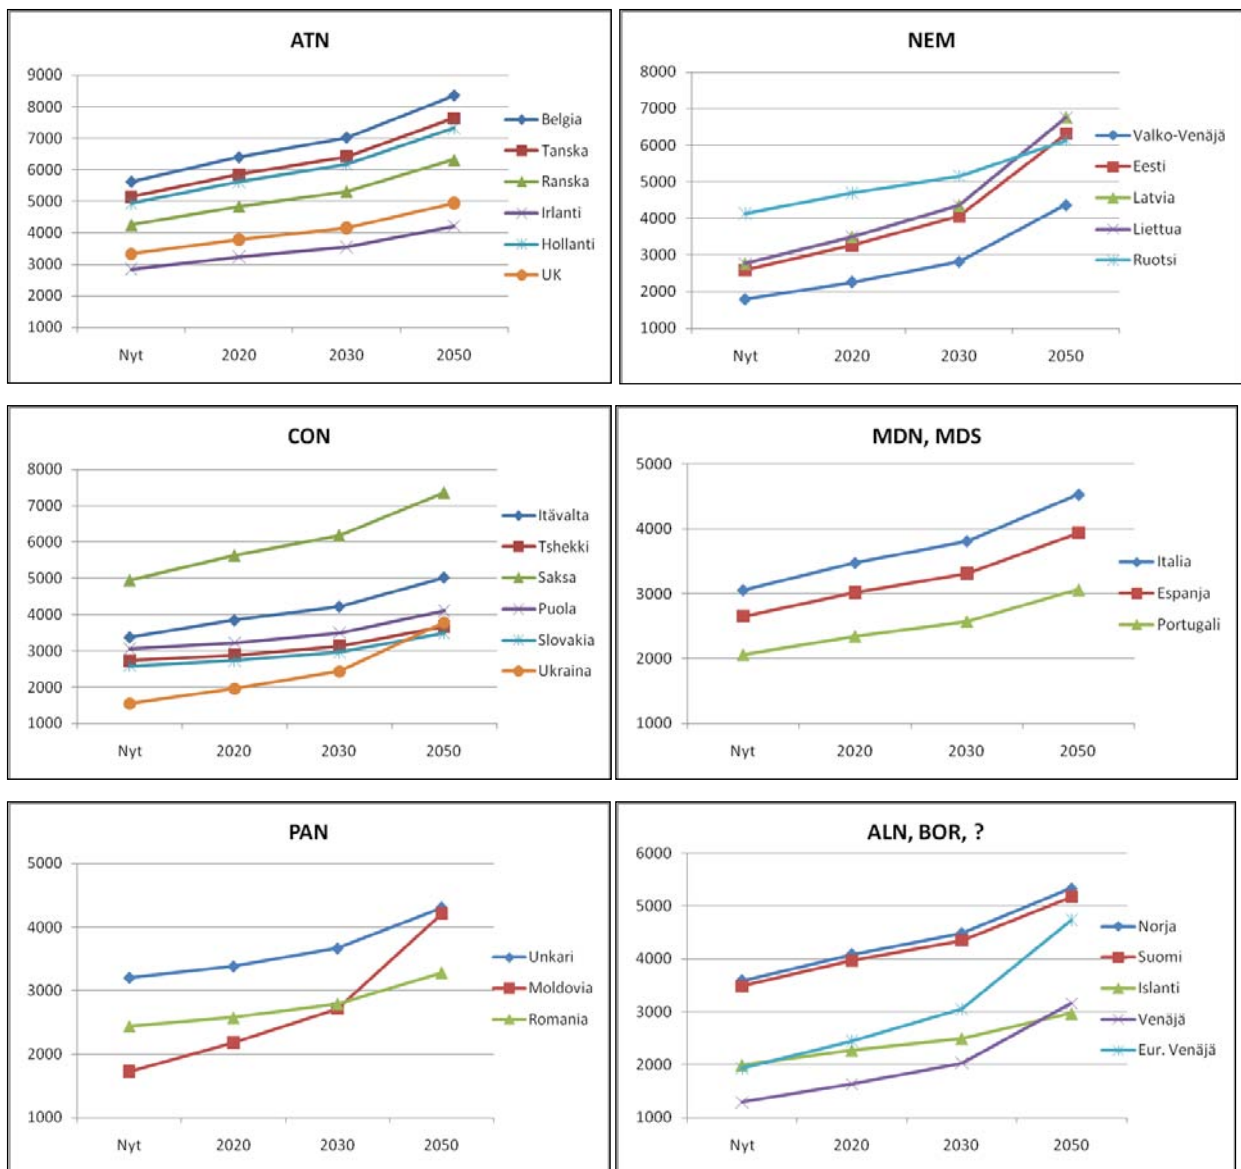 ATN
9000
8000
7000
6000
5000
4000
3000
2000
1000
Nyt 2020 2030 2050
Belgia
Tanska
Ranska
Irlanti
Hollanti
UK
NEM
8000
7000
6000
5000
4000
3000
2000
1000
Nyt 2020 2030 2050
Valko-Venäjä
Eesti
Latvia
Liettua
Ruotsi
CON
8000
7000
6000
5000
4000
3000
2000
1000
Nyt 2020 2030 2050
Itävalta
Tshekki
Saksa
Puola
Slovakia
Ukraina
MDN, MDS
5000
4000
3000
2000
1000
Nyt 2020 2030 2050
Italia
Espanja
Portugali
PAN
5000
4000
3000
2000
1000
Nyt 2020 2030 2050
Unkari
Moldovia
Romania
ALN, BOR, ?
6000
5000
4000
3000
2000
1000
Nyt 2020 2030 2050
Norja
Suomi
Islanti
Venäjä
Eur. Venäjä